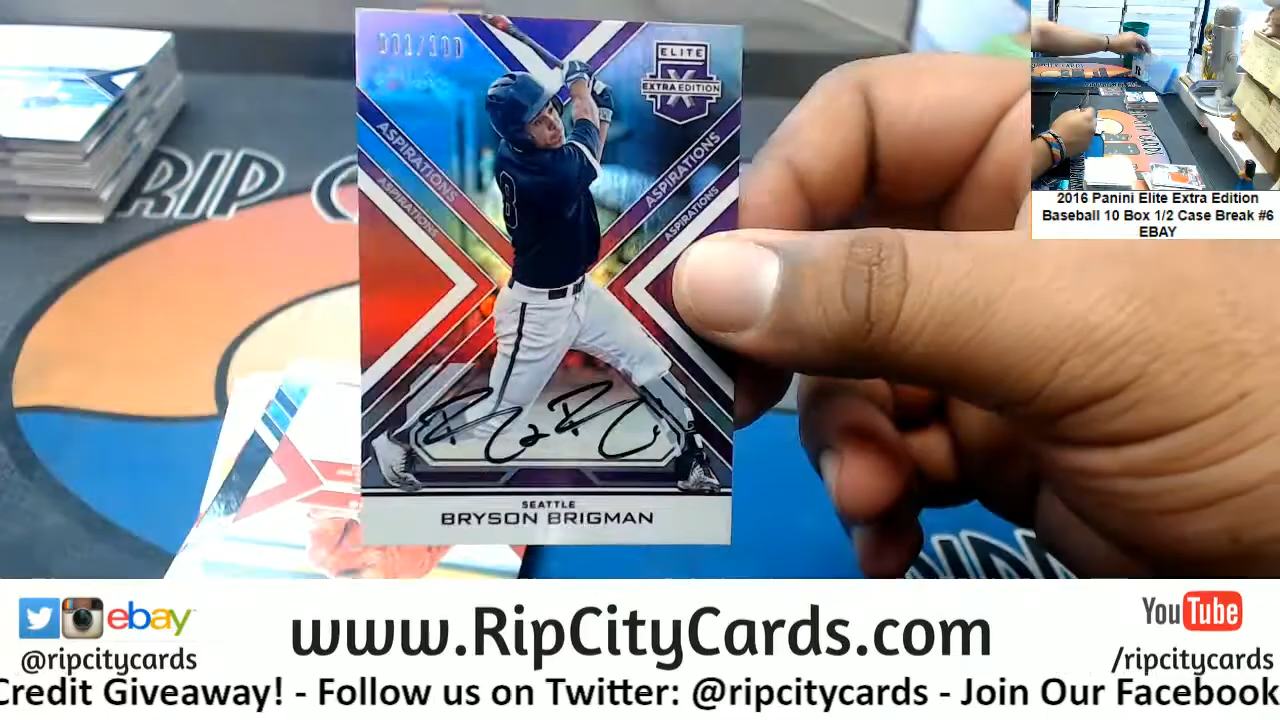 001/100
ELITE
X
EXTRA EDITION
ASPIRATIONS
ASPIRATIONS
ASPIRATIONS
ASPIRATIONS
8
SEATTLE
BRYSON BRIGMAN
RIP
2016 Panini Elite Extra Edition
Baseball 10 Box 1/2 Case Break #6
EBAY
ebay
@ripcitycards
www.RipCityCards.com
YouTube
/ripcitycards
Credit Giveaway! - Follow us on Twitter: @ripcitycards - Join Our Facebook